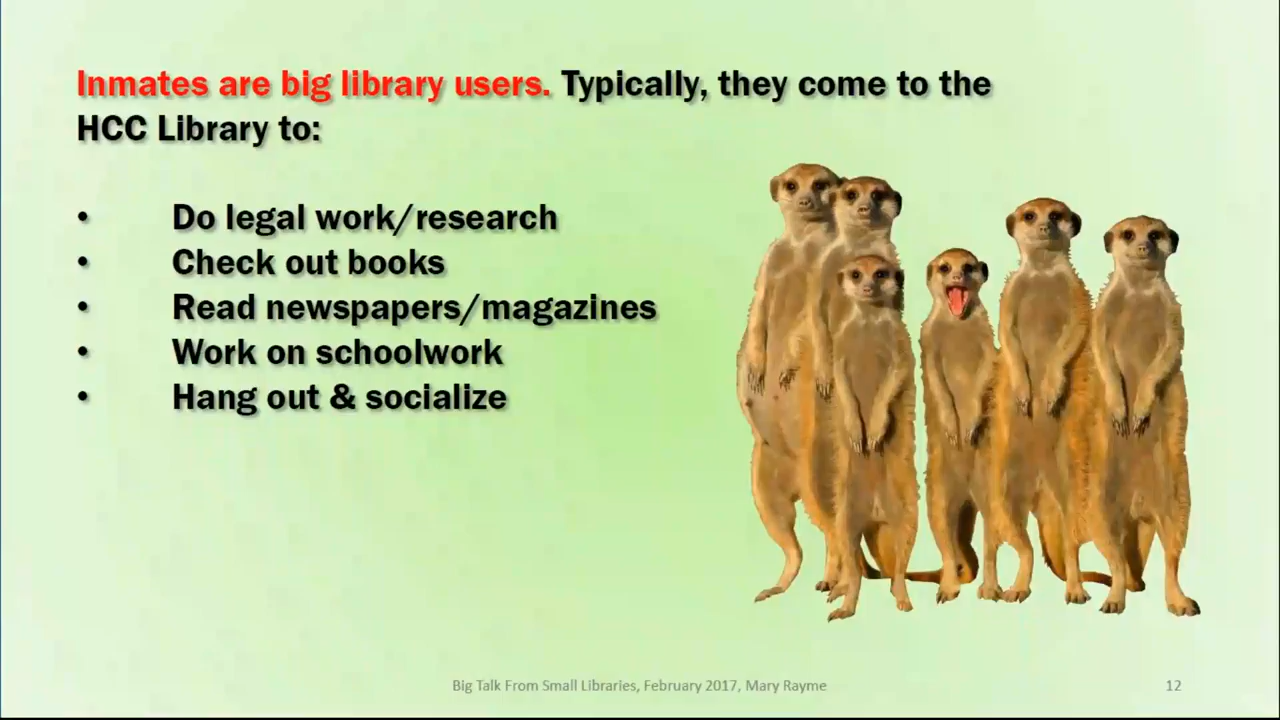 Inmates are big library users. Typically, they come to the
HCC Library to:
• Do legal work/research
• Check out books
• Read newspapers/magazines
• Work on schoolwork
• Hang out & socialize
Big Talk From Small Libraries, February 2017, Mary Rayme
12